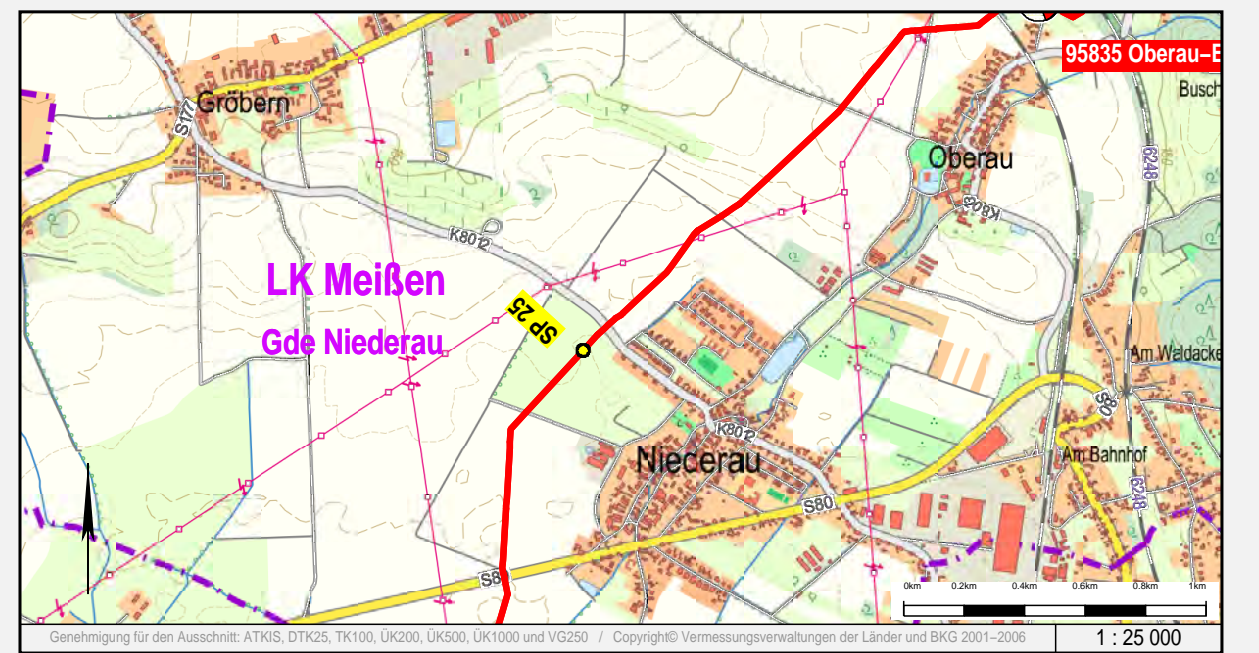 95835 Oberau–E
Busch
Gröbern
S177
Oberau
6248
K8012
LK Meißen
SP 25
Gde Niederau
Am Waldacke
S80
K8012
Niederau
Am Bahnhof
6248
S80
S8
0km 0.2km 0.4km 0.6km 0.8km 1km
Genehmigung für den Ausschnitt: ATKIS, DTK25, TK100, ÜK200, ÜK500, ÜK1000 und VG250 / Copyright© Vermessungsverwaltungen der Länder und BKG 2001–2006
1 : 25 000